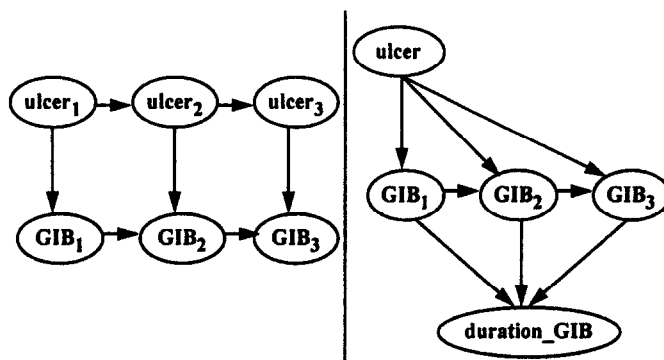 ulcer1 ulcer2 ulcer3
GIB1 GIB2 GIB3
ulcer
GIB1 GIB2 GIB3
duration_GIB